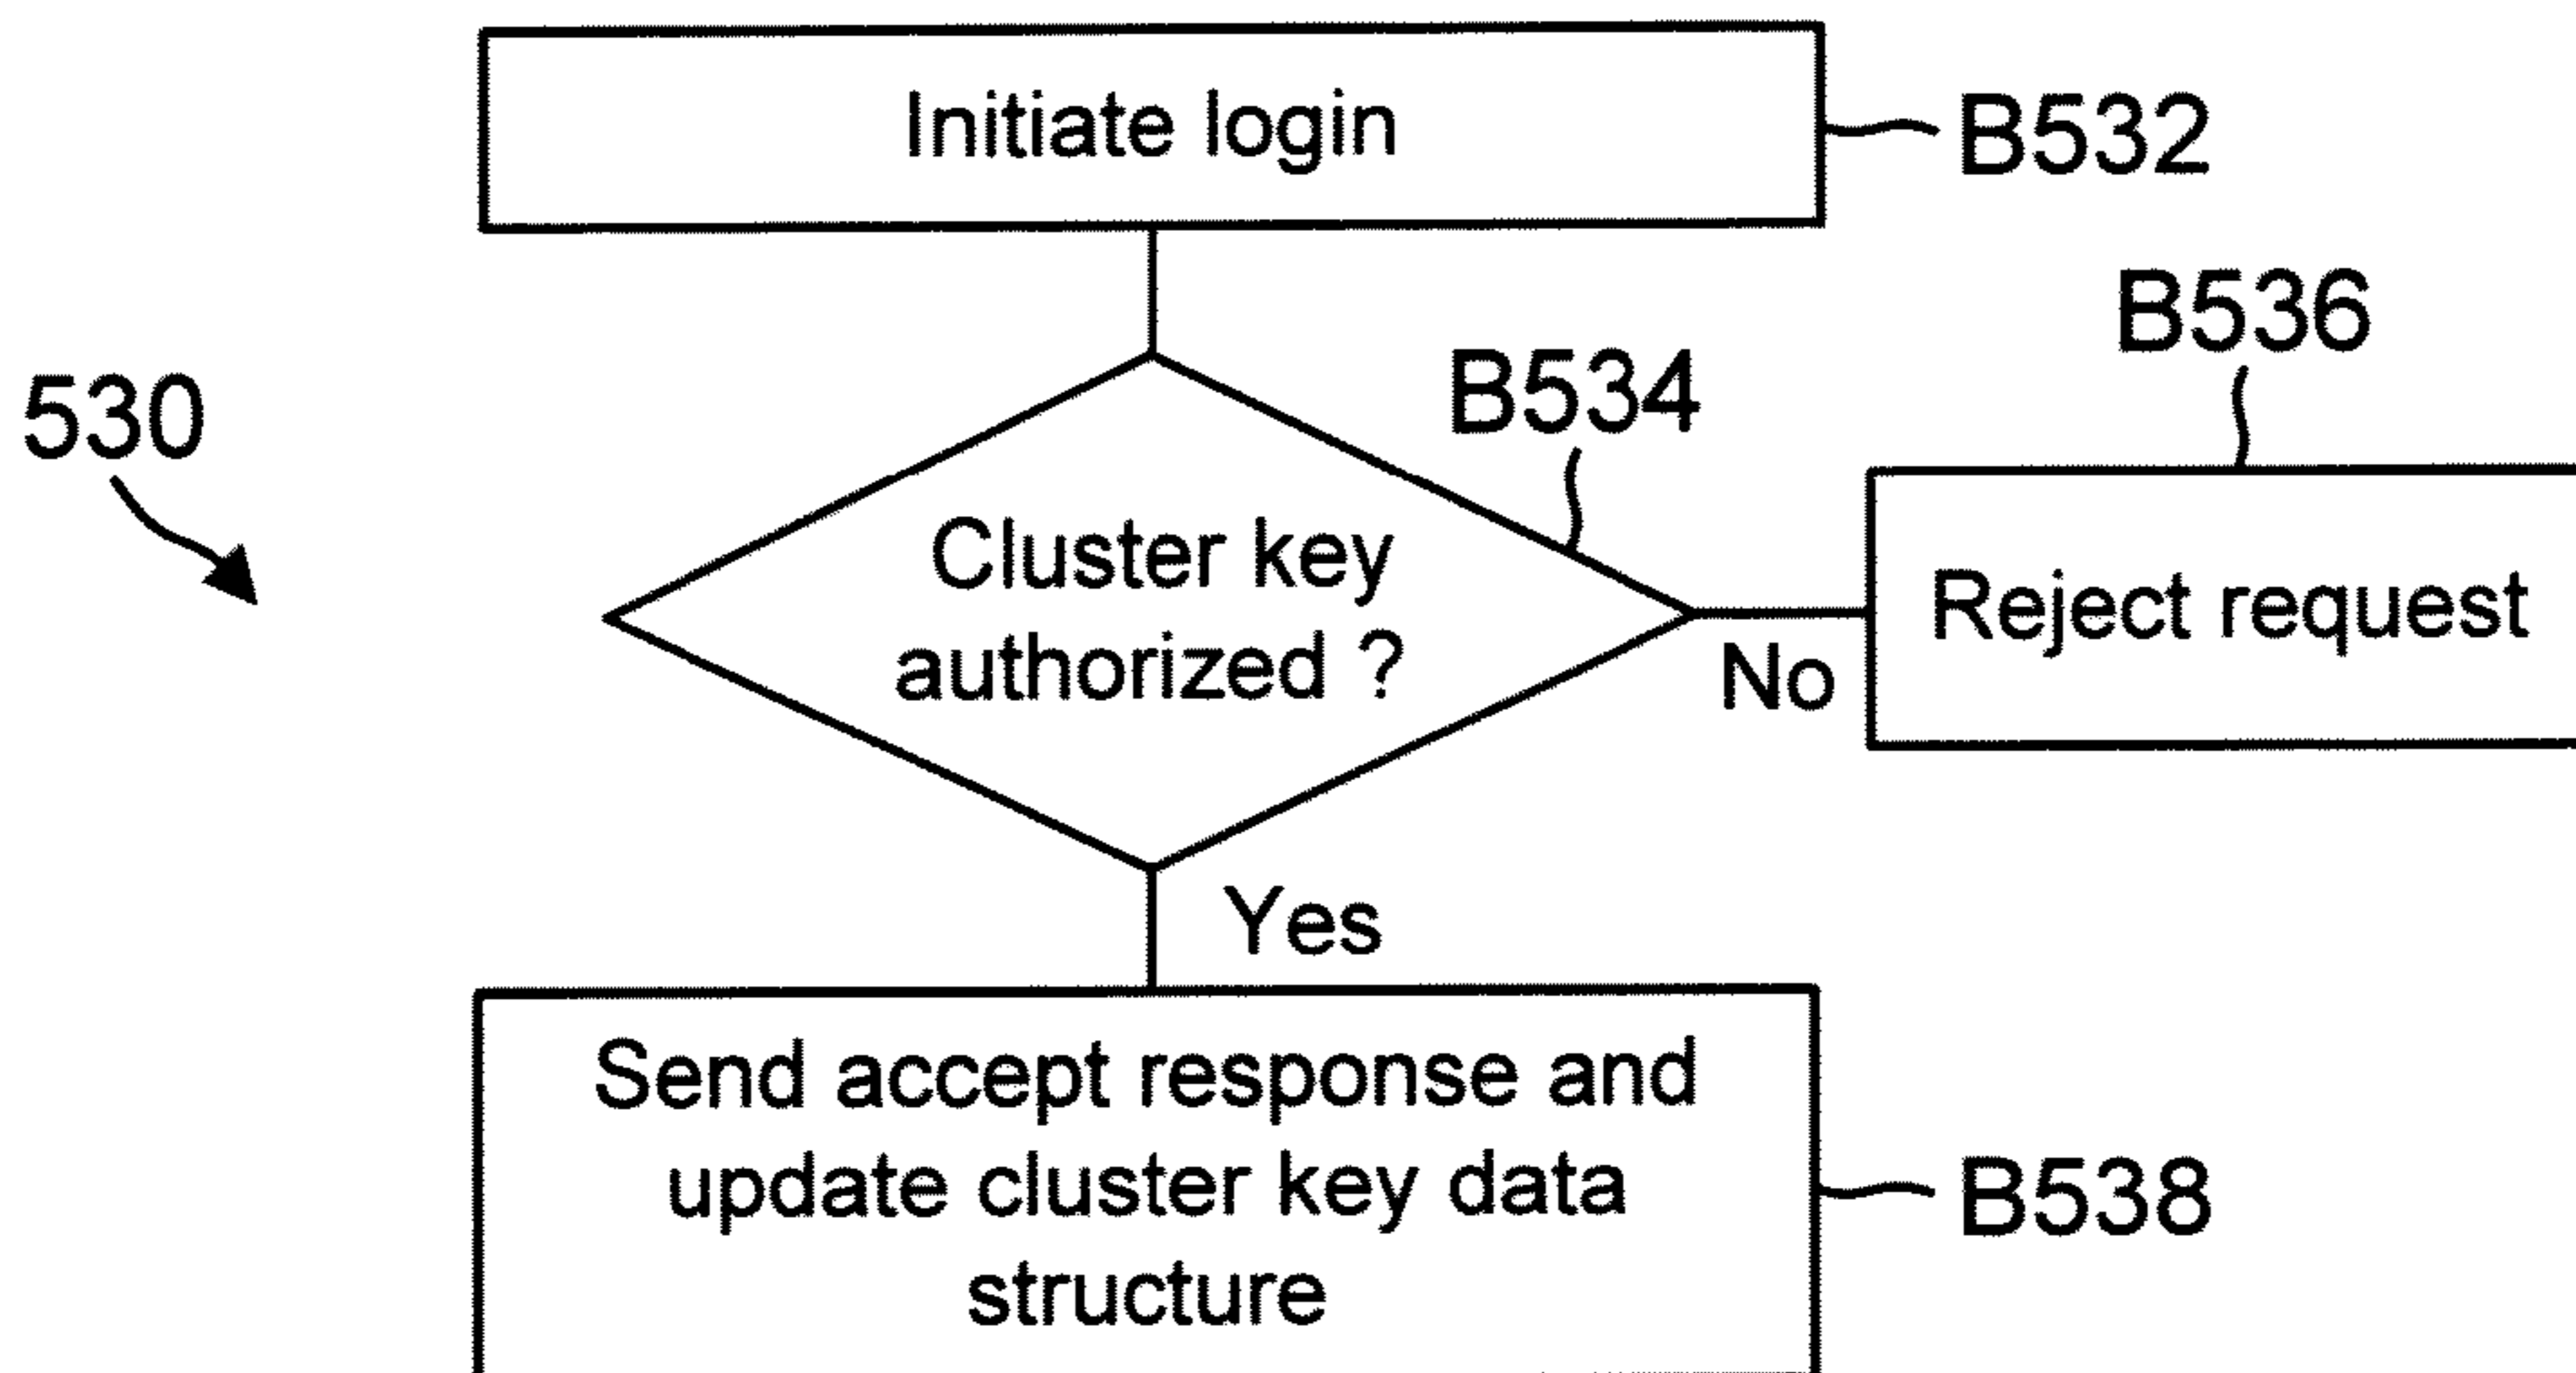 Initiate login
B532
B536
B534
530
Cluster key
authorized ?
Reject request
No
Yes
Send accept response and
update cluster key data
structure
B538